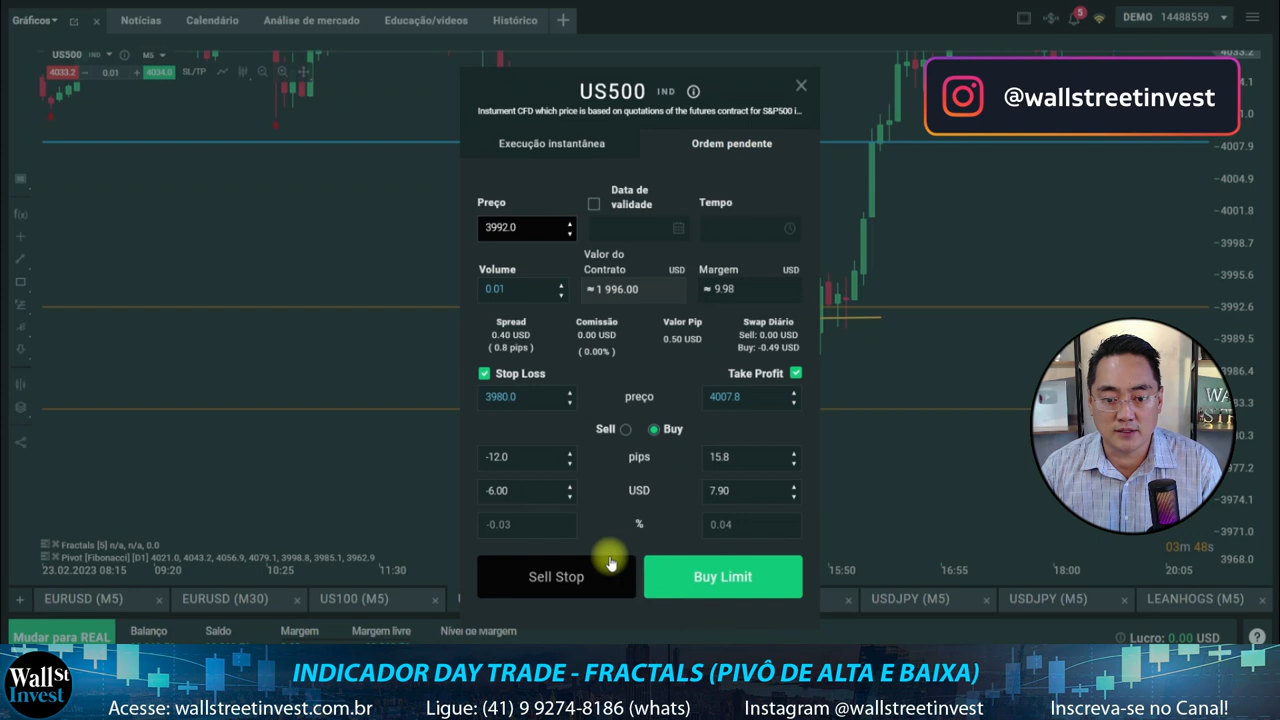 Gráficos
Notícias
Calendário
Análise de mercado
Educação/videos
Histórico
5
DEMO 14488559
US500 IND M5
4033.2 0.01 4034.0 SL/TP
US500 IND
Instument CFD which price is based on quotations of the futures contract for S&P500 i...
Execução instantânea
Ordem pendente
Preço
Data de
validade
Tempo
3992.0
Volume
Valor do
Contrato
USD
Margem
USD
0.01
≈ 1 996.00
≈ 9.98
Spread
0.40 USD
( 0.8 pips )
Comissão
0.00 USD
( 0.00% )
Valor Pip
0.50 USD
Swap Diário
Sell: 0.00 USD
Buy: -0.49 USD
Stop Loss
Take Profit
3980.0
preço
4007.8
Sell
Buy
-12.0
pips
15.8
-6.00
USD
7.90
-0.03
%
0.04
Sell Stop
Buy Limit
@wallstreetinvest
4033.2
4007.9
4004.9
4001.8
3998.7
3995.6
3992.6
3989.5
3986.4
3977.2
3974.1
3971.0
3968.0
03m 48s
Fractals [5] n/a, n/a, 0.0
Pivot [Fibonacci] [D1] 4021.0, 4042.4, 4056.9, 4079.1, 3998.8, 3985.1, 3962.9
23.02.2023 08:15
09:20
10:25
11:30
15:50
16:55
18:00
20:05
EURUSD (M5)
EURUSD (M30)
US100 (M5)
USDJPY (M5)
USDJPY (M5)
LEANHOGS (M5)
Mudar para REAL
Balanço
Saldo
Margem
Margem livre
Nível de Margem
Lucro: 0.00 USD
WallSt
Invest
INDICADOR DAY TRADE - FRACTALS (PIVÔ DE ALTA E BAIXA)
Acesse: wallstreetinvest.com.br
Ligue: (41) 9 9274-8186 (whats)
Instagram @wallstreetinvest
Inscreva-se no Canal!